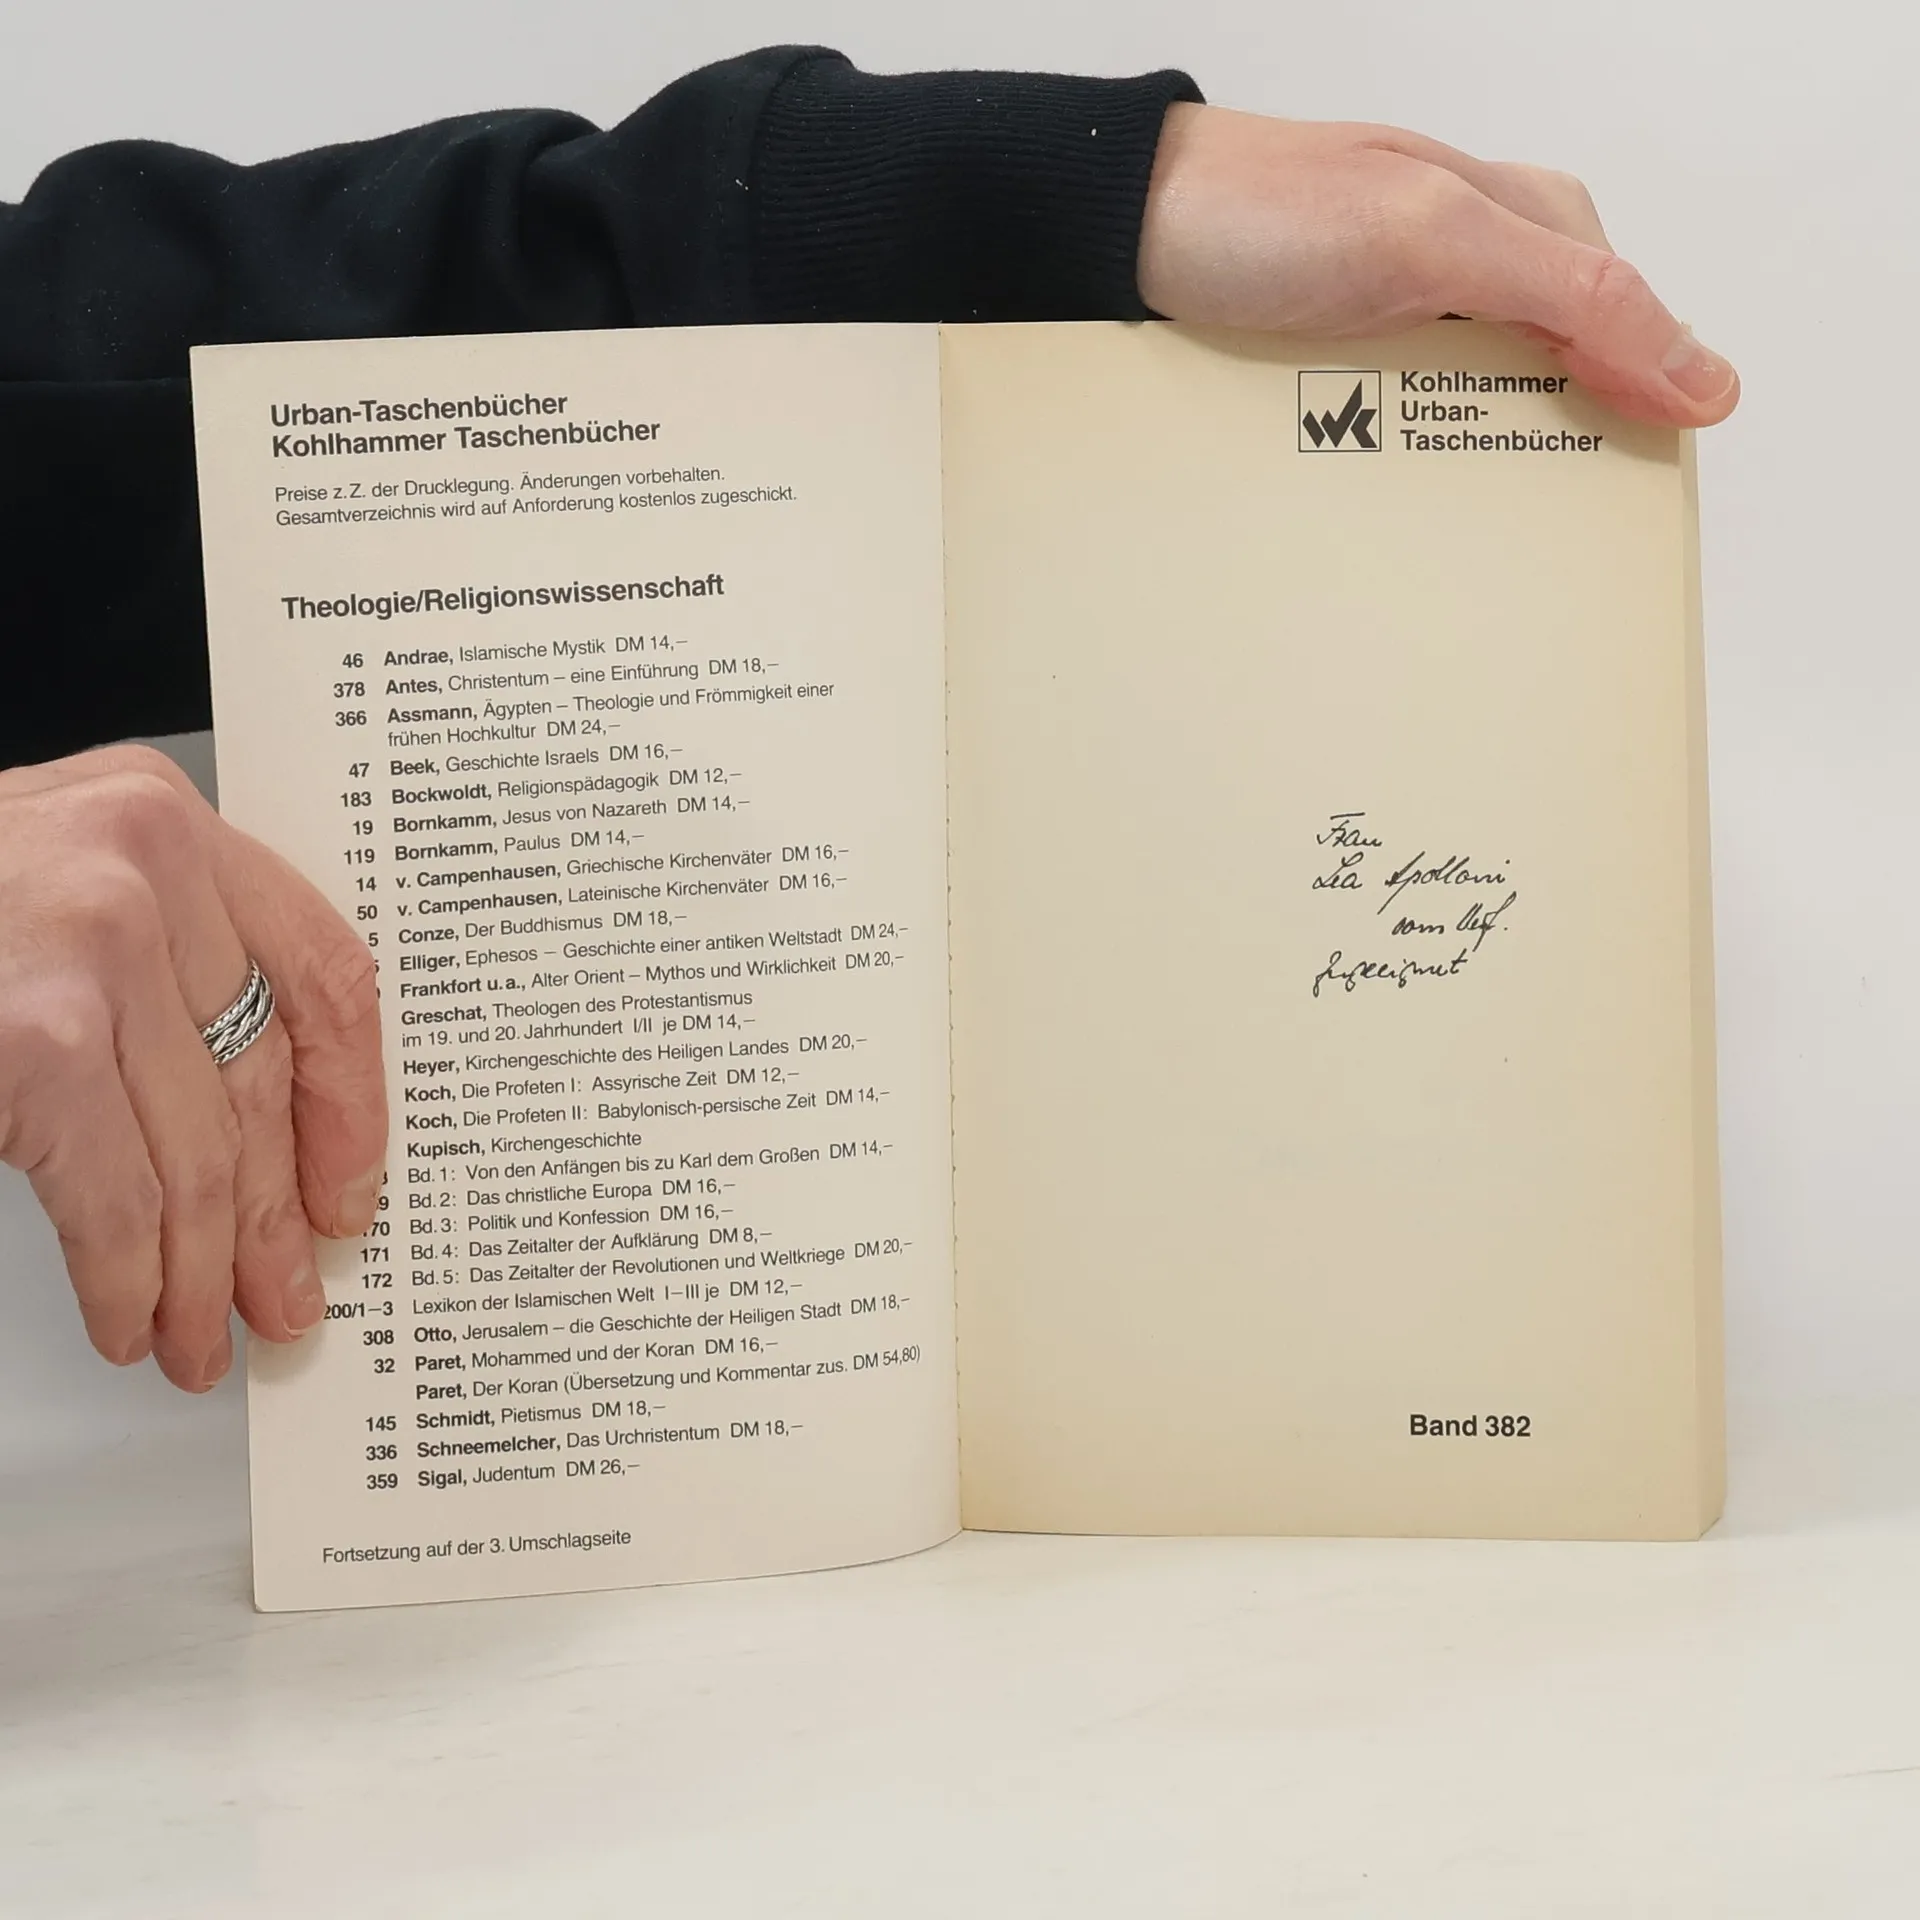 Urban-Taschenbücher
Kohlhammer Taschenbücher
Preise z.Z. der Drucklegung. Änderungen vorbehalten.
Gesamtverzeichnis wird auf Anforderung kostenlos zugeschickt.
Theologie/Religionswissenschaft
46 Andrae, Islamische Mystik DM 14,–
378 Antes, Christentum – eine Einführung DM 18,–
366 Assmann, Ägypten – Theologie und Frömmigkeit einer
frühen Hochkultur DM 24,–
47 Beek, Geschichte Israels DM 16,–
183 Bockwoldt, Religionspädagogik DM 12,–
19 Bornkamm, Jesus von Nazareth DM 14,–
119 Bornkamm, Paulus DM 14,–
14 v. Campenhausen, Griechische Kirchenväter DM 16,–
50 v. Campenhausen, Lateinische Kirchenväter DM 16,–
5 Conze, Der Buddhismus DM 18,–
Elliger, Ephesos – Geschichte einer antiken Weltstadt DM 24,–
Frankfort u.a., Alter Orient – Mythos und Wirklichkeit DM 20,–
Greschat, Theologen des Protestantismus
im 19. und 20. Jahrhundert I/II je DM 14,–
Heyer, Kirchengeschichte des Heiligen Landes DM 20,–
Koch, Die Profeten I: Assyrische Zeit DM 12,–
Koch, Die Profeten II: Babylonisch-persische Zeit DM 14,–
Kupisch, Kirchengeschichte
Bd. 1: Von den Anfängen bis zu Karl dem Großen DM 14,–
9 Bd. 2: Das christliche Europa DM 16,–
70 Bd. 3: Politik und Konfession DM 16,–
171 Bd. 4: Das Zeitalter der Aufklärung DM 8,–
172 Bd. 5: Das Zeitalter der Revolutionen und Weltkriege DM 20,–
200/1–3 Lexikon der Islamischen Welt I–III je DM 12,–
308 Otto, Jerusalem – die Geschichte der Heiligen Stadt DM 18,–
32 Paret, Mohammed und der Koran DM 16,–
Paret, Der Koran (Übersetzung und Kommentar zus. DM 54,80)
145 Schmidt, Pietismus DM 18,–
336 Schneemelcher, Das Urchristentum DM 18,–
359 Sigal, Judentum DM 26,–
Fortsetzung auf der 3. Umschlagseite
Kohlhammer
Urban-
Taschenbücher
Frau
Lea Apolloni
vom Verf.
zugeeignet
Band 382